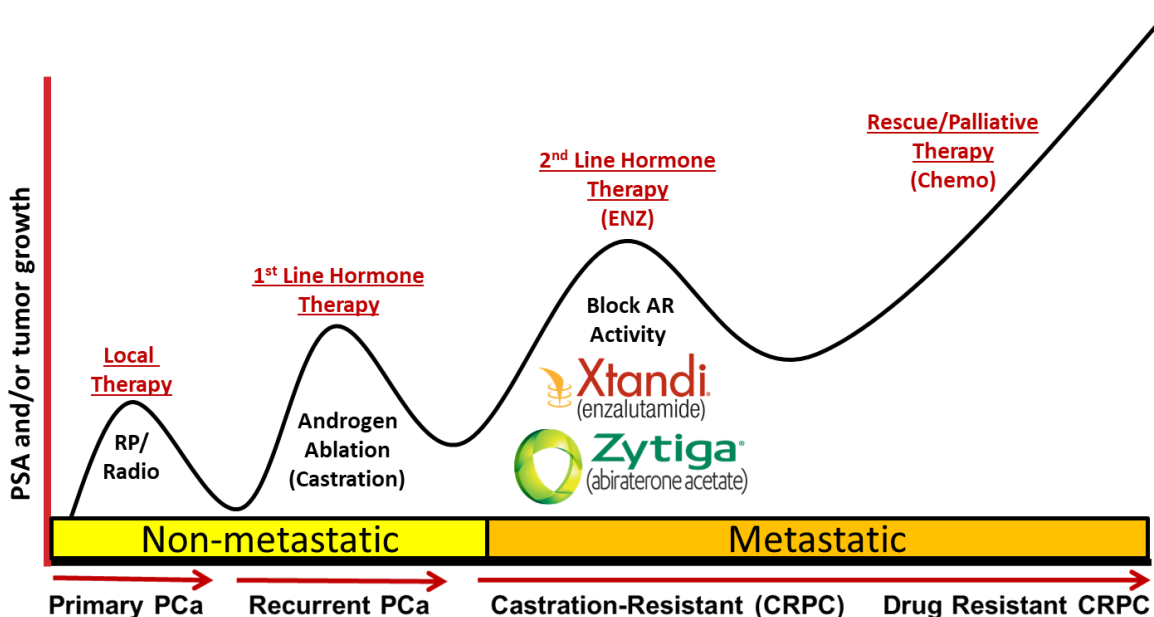 PSA and/or tumor growth
Local
Therapy
RP/
Radio
1st Line Hormone
Therapy
Androgen
Ablation
(Castration)
2nd Line Hormone
Therapy
(ENZ)
Block AR
Activity
Xtandi®
(enzalutamide)
Zytiga®
(abiraterone acetate)
Rescue/Palliative
Therapy
(Chemo)
Non-metastatic
Metastatic
Primary PCa
Recurrent PCa
Castration-Resistant (CRPC)
Drug Resistant CRPC